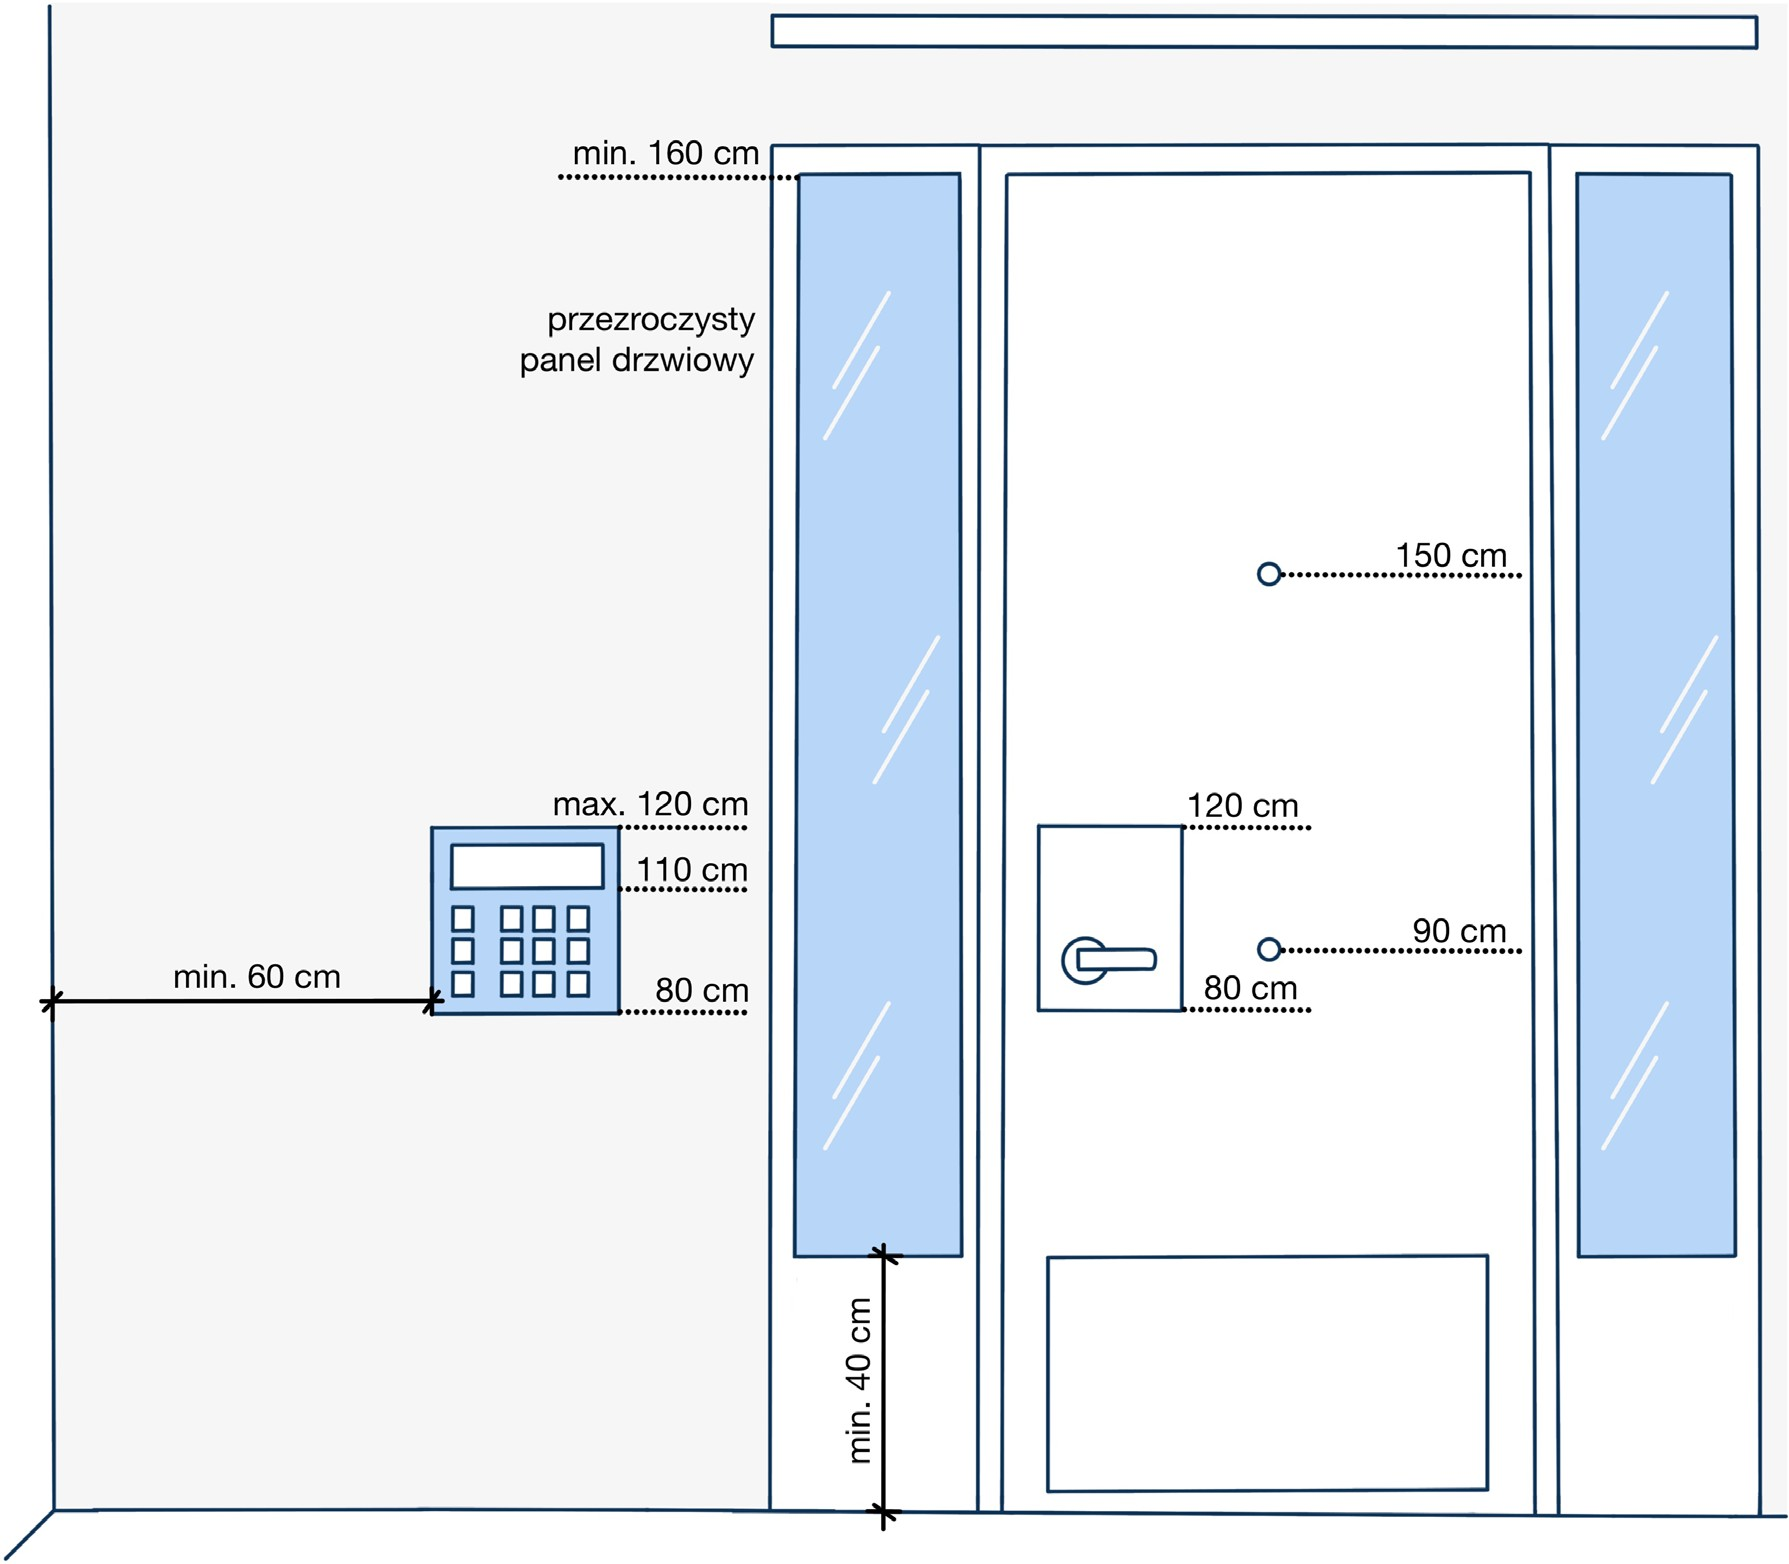 min. 160 cm
przezroczysty
panel drzwiowy
150 cm
max. 120 cm
120 cm
110 cm
90 cm
min. 60 cm
80 cm
80 cm
min. 40 cm